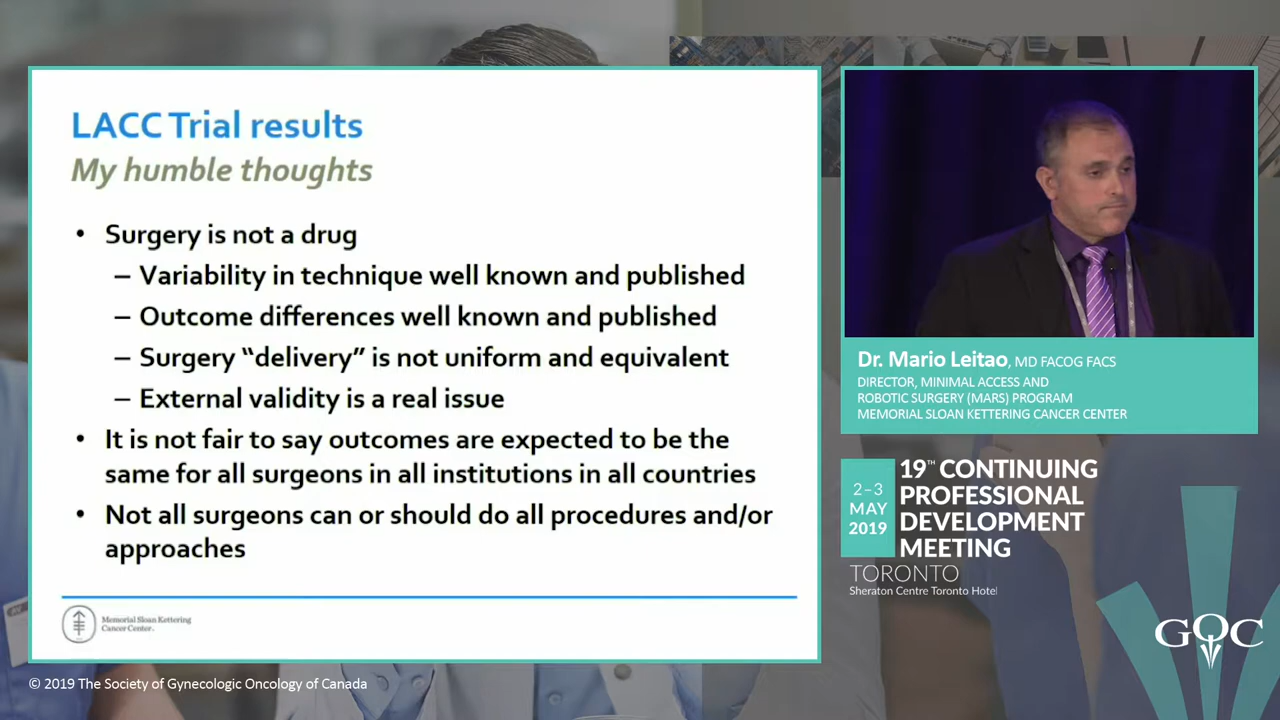 LACC Trial results
My humble thoughts
• Surgery is not a drug
– Variability in technique well known and published
– Outcome differences well known and published
– Surgery “delivery” is not uniform and equivalent
– External validity is a real issue
• It is not fair to say outcomes are expected to be the
same for all surgeons in all institutions in all countries
• Not all surgeons can or should do all procedures and/or
approaches
Memorial Sloan Kettering
Cancer Center
Dr. Mario Leitao, MD FACOG FACS
DIRECTOR, MINIMAL ACCESS AND
ROBOTIC SURGERY (MARS) PROGRAM
MEMORIAL SLOAN KETTERING CANCER CENTER
2–3
MAY
2019
19TH CONTINUING
PROFESSIONAL
DEVELOPMENT
MEETING
TORONTO
Sheraton Centre Toronto Hotel
GOC
© 2019 The Society of Gynecologic Oncology of Canada